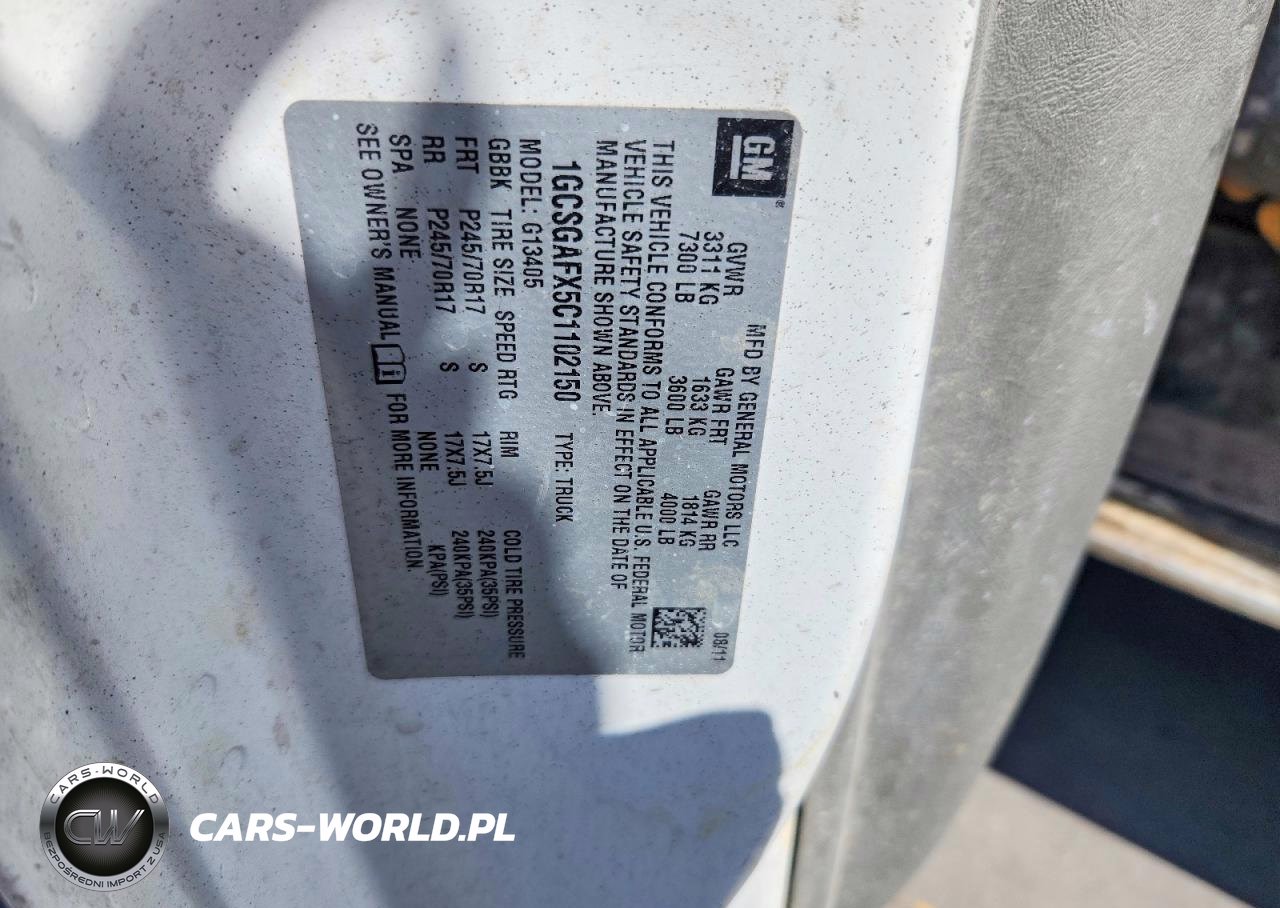 GM
MFD BY GENERAL MOTORS LLC
08/11
GVWR GAWR FRT GAWR RR
3311 KG 1633 KG 1814 KG
7300 LB 3600 LB 4000 LB
THIS VEHICLE CONFORMS TO ALL APPLICABLE U.S. FEDERAL MOTOR
VEHICLE SAFETY STANDARDS IN EFFECT ON THE DATE OF
MANUFACTURE SHOWN ABOVE.
1GCSGAFX5C1102150 TYPE: TRUCK
MODEL: G13405
GBBK TIRE SIZE SPEED RTG RIM COLD TIRE PRESSURE
FRT P245/70R17 S 17X7.5J 240KPA(35PSI)
RR P245/70R17 S 17X7.5J 240KPA(35PSI)
SPA NONE NONE KPA(PSI)
SEE OWNER'S MANUAL FOR MORE INFORMATION.
CARS-WORLD
CW
BEZPOŚREDNI IMPORT Z USA
CARS-WORLD.PL